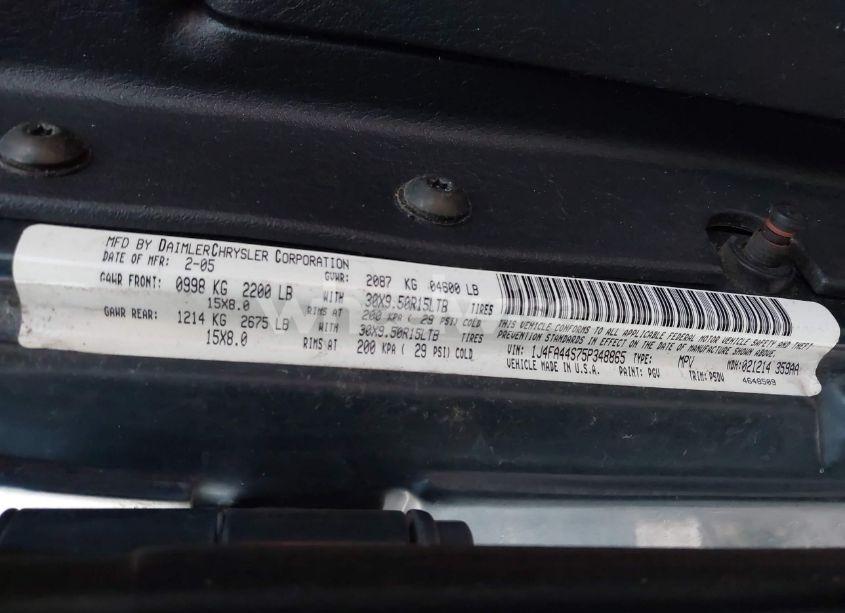 MFD BY DAIMLERCHRYSLER CORPORATION
DATE OF MFR: 2-05 GVWR: 2087 KG 04600 LB
GAWR FRONT: 0998 KG 2200 LB WITH 30X9.50R15LTB TIRES
15X8.0 RIMS AT 200 KPA ( 29 PSI) COLD
GAWR REAR: 1214 KG 2675 LB WITH 30X9.50R15LTB TIRES
15X8.0 RIMS AT 200 KPA ( 29 PSI) COLD
THIS VEHICLE CONFORMS TO ALL APPLICABLE FEDERAL MOTOR VEHICLE SAFETY AND THEFT
PREVENTION STANDARDS IN EFFECT ON THE DATE OF MANUFACTURE SHOWN ABOVE.
VIN: 1J4FA44S75P348865 TYPE: MPV MDH:021214 359AA
VEHICLE MADE IN U.S.A. PAINT: PGV TRIM: P5DV 4648509